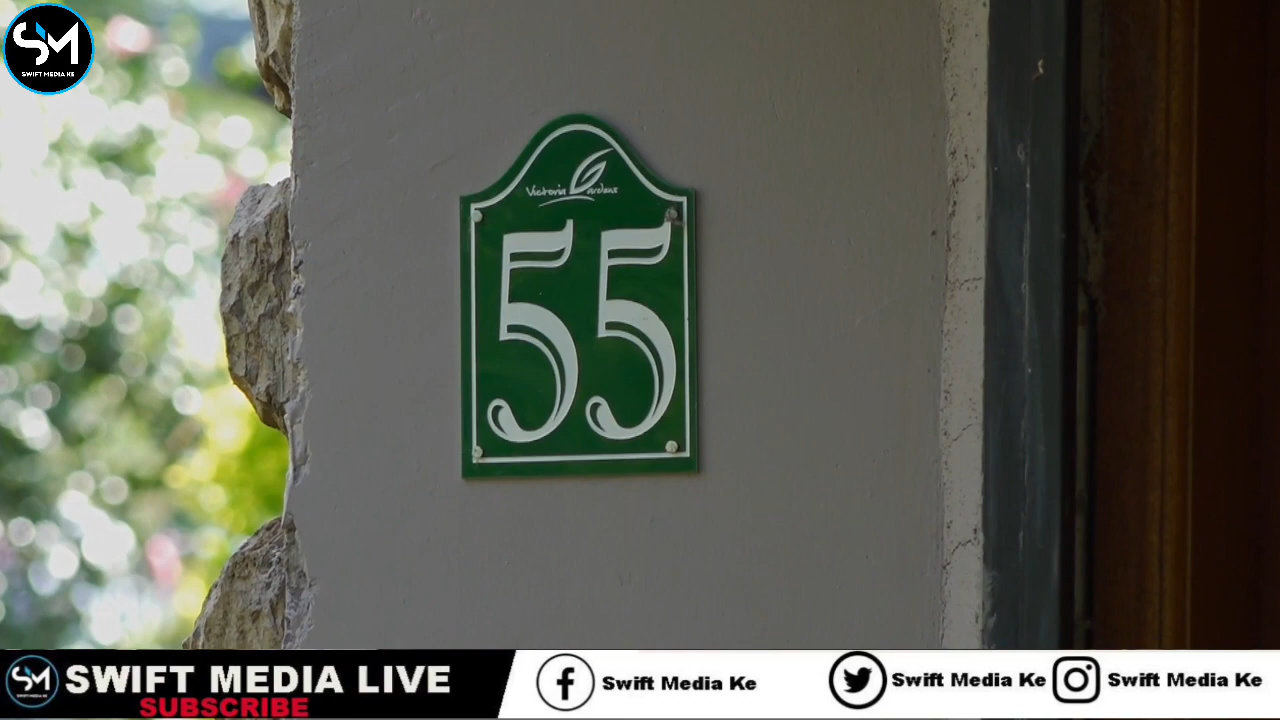 SM
SWIFT MEDIA KE
Victoria Gardens
55
SM
SWIFT MEDIA LIVE
SUBSCRIBE
Swift Media Ke
Swift Media Ke
Swift Media Ke